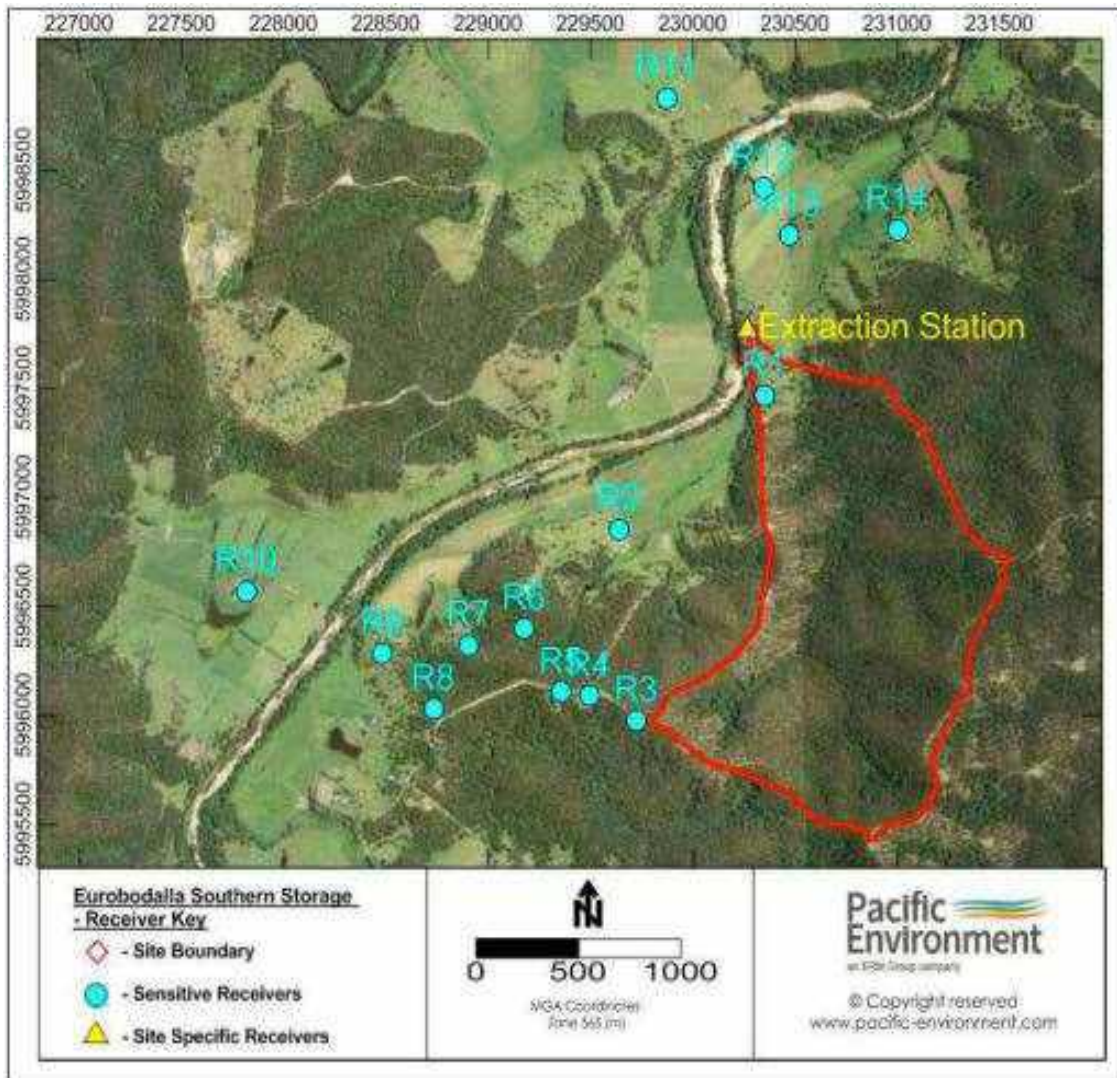 227000 227500 228000 228500 229000 229500 230000 230500 231000 231500
5998500
5998000
5997500
5997000
5996500
5996000
5995500
R11
R14
Extraction Station
R10
R6
R7
R4
R3
R8
Eurobodalla Southern Storage
- Receiver Key
- Site Boundary
- Sensitive Receivers
- Site Specific Receivers
N
0 500 1000
MGA Coordinates
Pacific
Environment
© Copyright reserved
www.pacific-environment.com